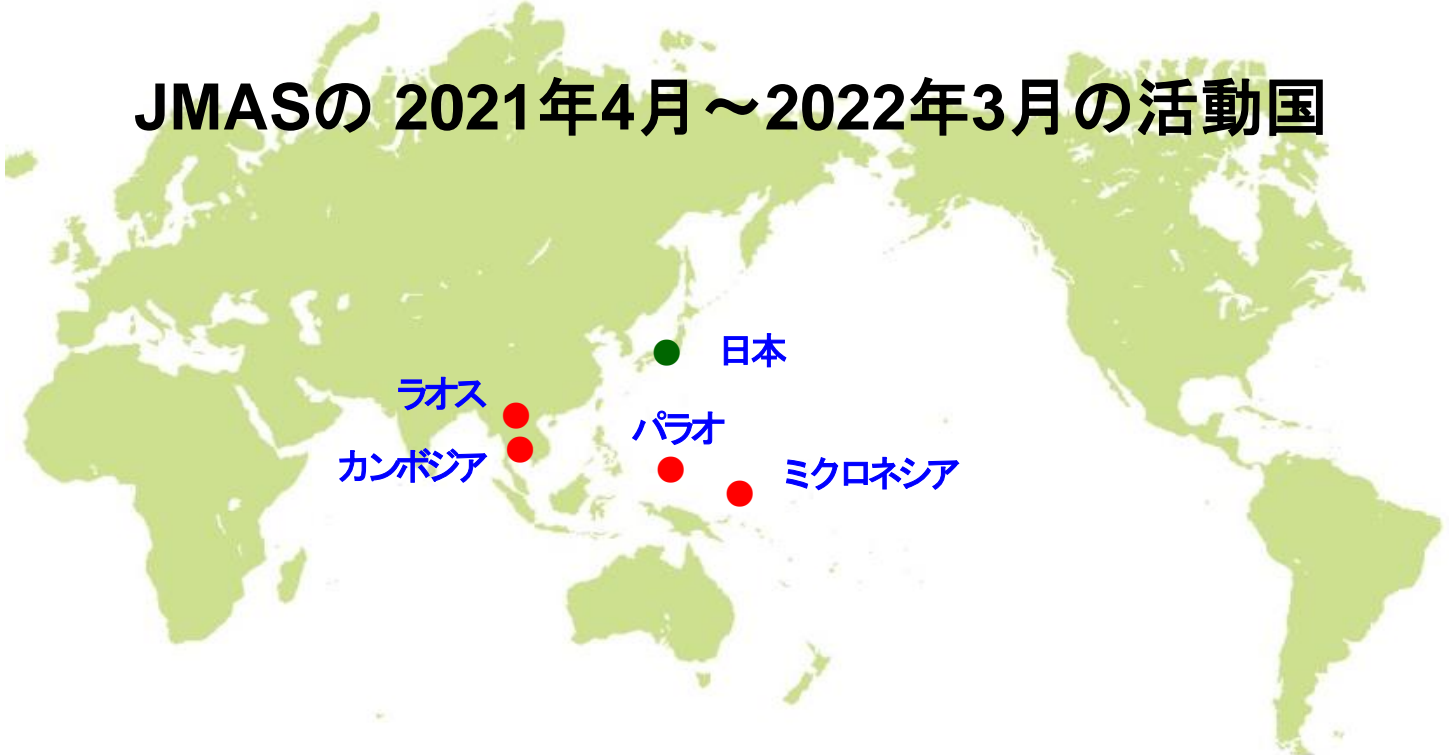 JMASの 2021年4月～2022年3月の活動国
日本
ラオス
パラオ
カンボジア
ミクロネシア